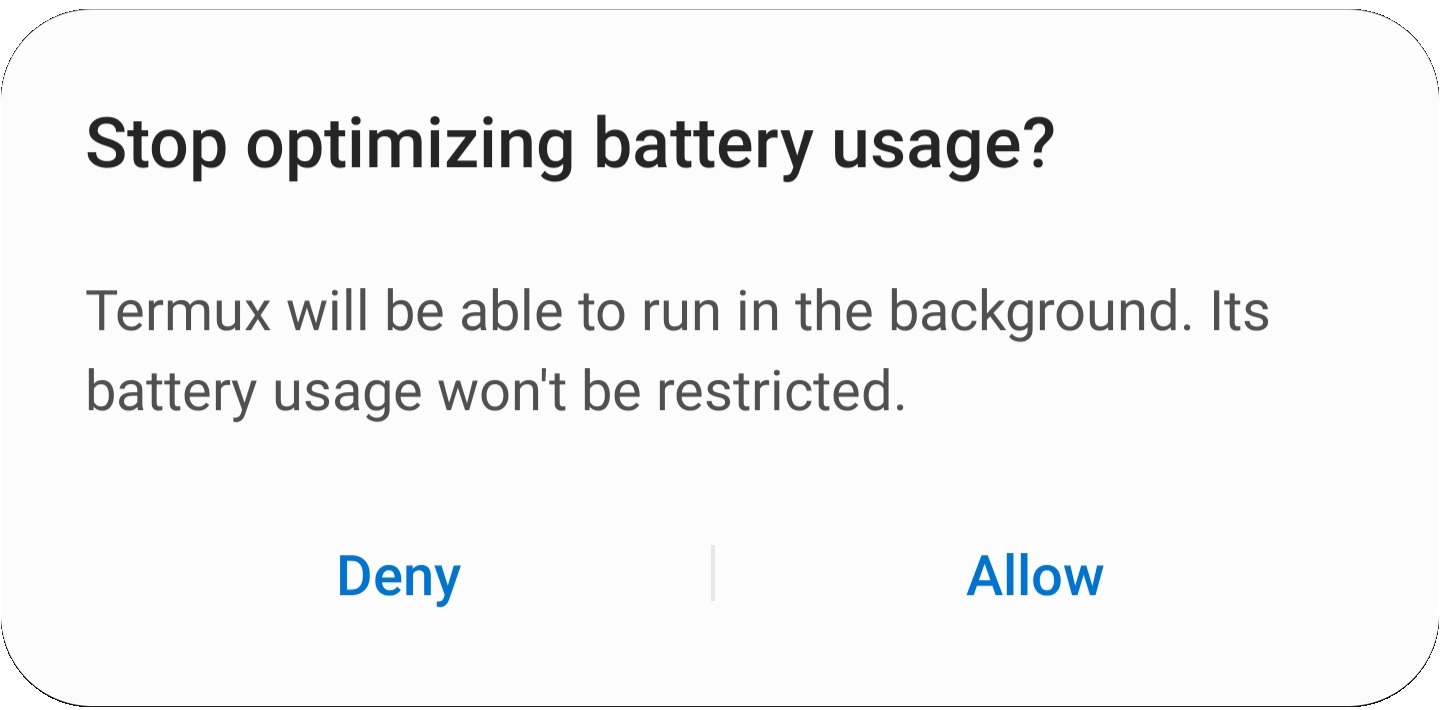 Stop optimizing battery usage?
Termux will be able to run in the background. Its
battery usage won't be restricted.
Deny
Allow